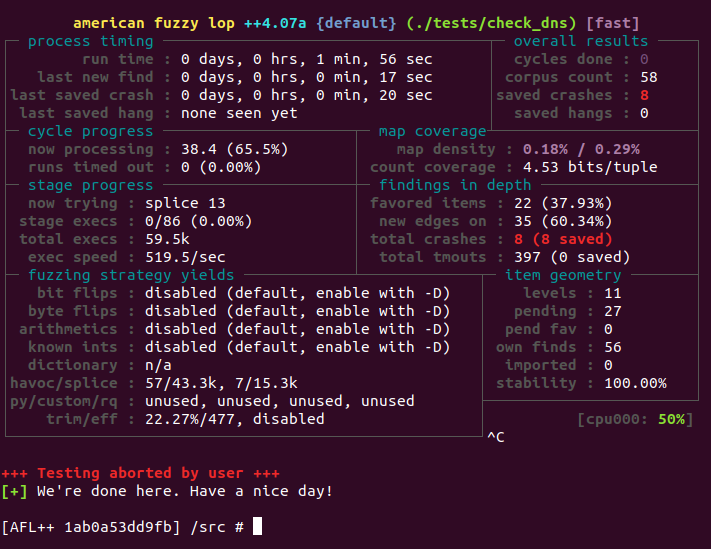 american fuzzy lop ++4.07a {default} (./tests/check_dns) [fast]
process timing overall results
run time : 0 days, 0 hrs, 1 min, 56 sec cycles done : 0
last new find : 0 days, 0 hrs, 0 min, 17 sec corpus count : 58
last saved crash : 0 days, 0 hrs, 0 min, 20 sec saved crashes : 8
last saved hang : none seen yet saved hangs : 0
cycle progress map coverage
now processing : 38.4 (65.5%) map density : 0.18% / 0.29%
runs timed out : 0 (0.00%) count coverage : 4.53 bits/tuple
stage progress findings in depth
now trying : splice 13 favored items : 22 (37.93%)
stage execs : 0/86 (0.00%) new edges on : 35 (60.34%)
total execs : 59.5k total crashes : 8 (8 saved)
exec speed : 519.5/sec total tmouts : 397 (0 saved)
fuzzing strategy yields item geometry
bit flips : disabled (default, enable with -D) levels : 11
byte flips : disabled (default, enable with -D) pending : 27
arithmetics : disabled (default, enable with -D) pend fav : 0
known ints : disabled (default, enable with -D) own finds : 56
dictionary : n/a imported : 0
havoc/splice : 57/43.3k, 7/15.3k stability : 100.00%
py/custom/rq : unused, unused, unused, unused
trim/eff : 22.27%/477, disabled [cpu000: 50%]
^C
+++ Testing aborted by user +++
[+] We're done here. Have a nice day!
[AFL++ 1ab0a53dd9fb] /src #